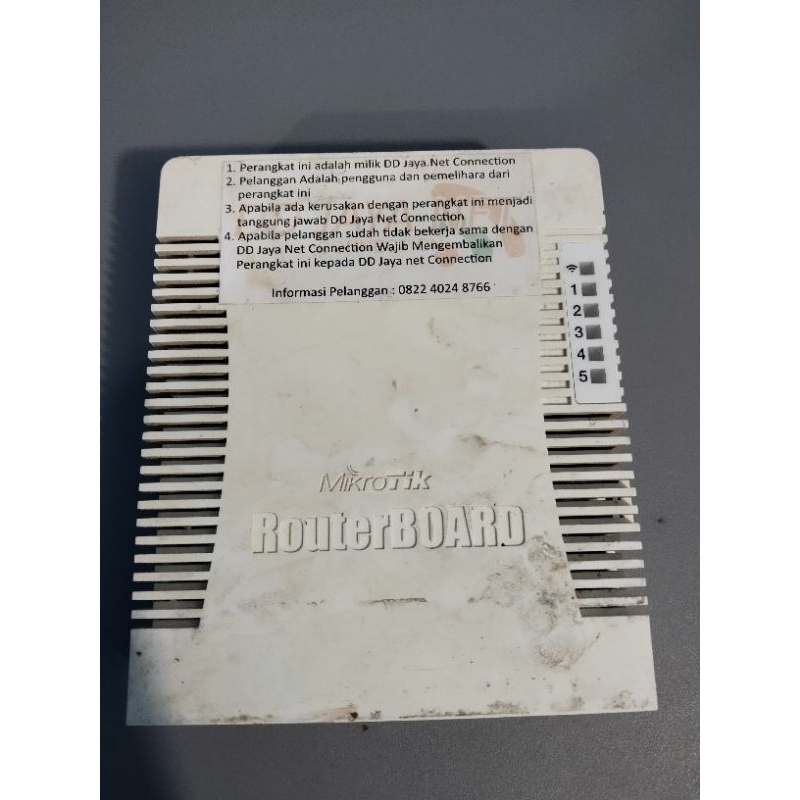 1. Perangkat ini adalah milik DD Jaya.Net Connection
2. Pelanggan Adalah pengguna dan pemelihara dari
perangkat ini
3. Apabila ada kerusakan dengan perangkat ini menjadi
tanggung jawab DD Jaya Net Connection
4. Apabila pelanggan sudah tidak bekerja sama dengan
DD Jaya Net Connection Wajib Mengembalikan
Perangkat ini kepada DD Jaya net Connection
Informasi Pelanggan : 0822 4024 8766
1
2
3
4
5
MikroTik
RouterBOARD